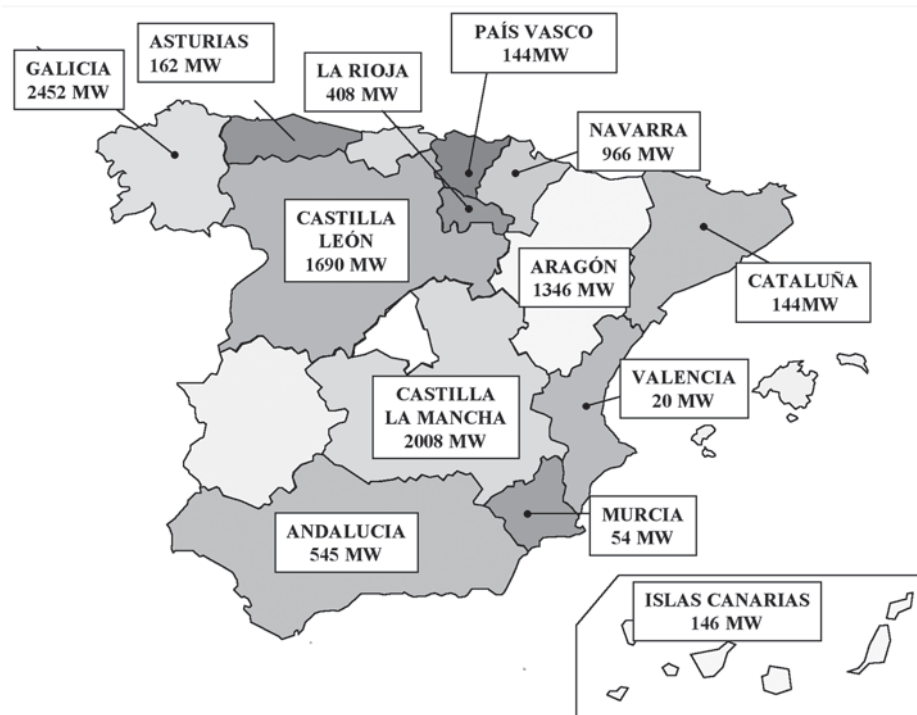 ASTURIAS
162 MW
PAÍS VASCO
144MW
GALICIA
2452 MW
LA RIOJA
408 MW
NAVARRA
966 MW
CASTILLA
LEÓN
1690 MW
ARAGÓN
1346 MW
CATALUÑA
144MW
VALENCIA
20 MW
CASTILLA
LA MANCHA
2008 MW
MURCIA
54 MW
ANDALUCIA
545 MW
ISLAS CANARIAS
146 MW